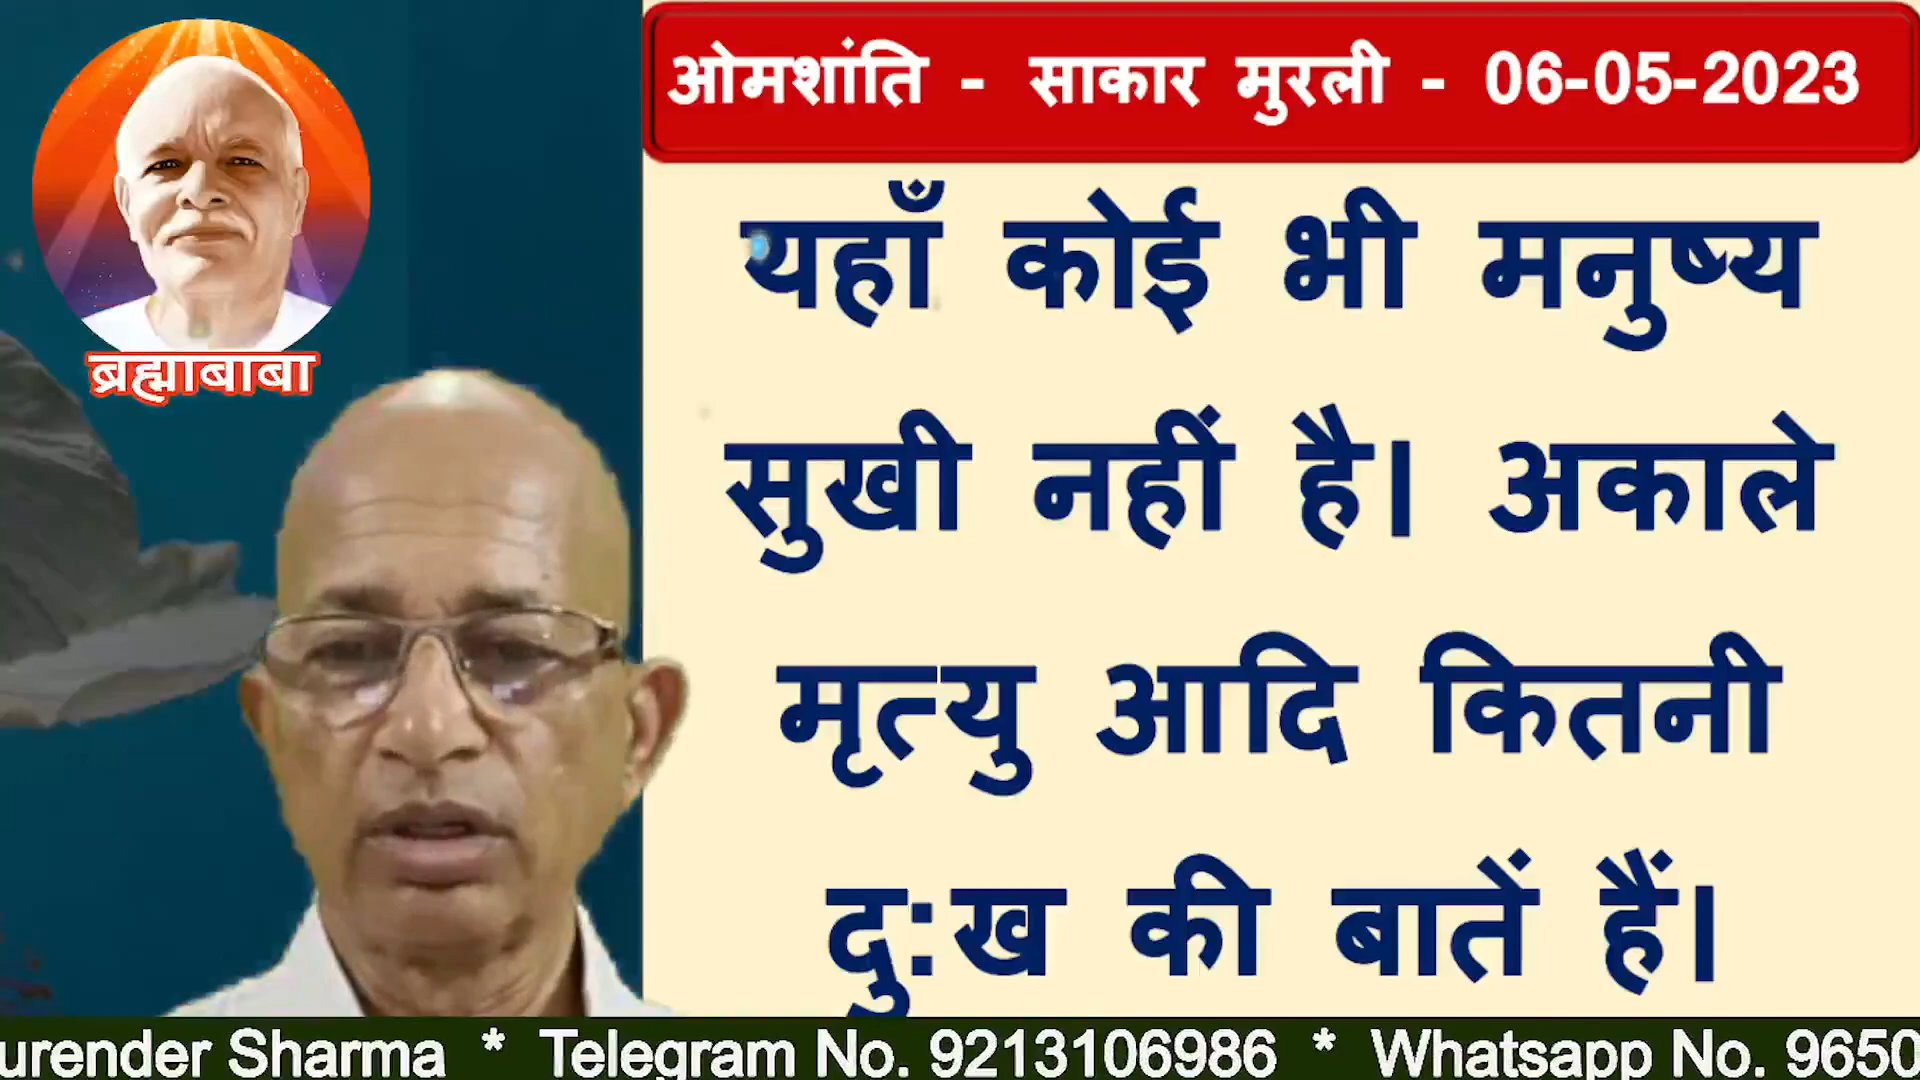 ओमशांति - साकार मुरली - 06-05-2023
यहाँ कोई भी मनुष्य
सुखी नहीं है। अकाले
मृत्यु आदि कितनी
दु:ख की बातें हैं।
ब्रह्माबाबा
urender Sharma * Telegram No. 9213106986 * Whatsapp No. 9650